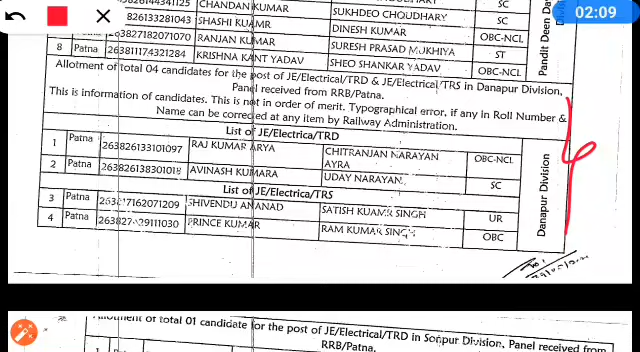 02:09
CHANDAN KUMAR SUKHDEO CHOUDHARY SC
826133281043 SHASHI KUAMR DINESH KUMAR SC
263827182071070 RANJAN KUMAR SURESH PRASAD MUKHIYA OBC-NCL
ST
8 Patna 263811174321284 KRISHNA KANT YADAV SHEO SHANKAR YADAV OBC-NCL
Allotment of total 04 candidates for the post of JE/Electrical/TRD & JE/Electrical/TRS in Danapur Division,
Panel received from RRB/Patna.
This is information of candidates. This is not in order of merit. Typographical error, if any In Roll Number &
Name can be corrected at any item by Railway Administration.
List of JE/Electrica/TRD
1 Patna 263826133101097 RAJ KUMAR ARYA CHITRANJAN NARAYAN AYRA OBC-NCL
2 Patna 263826138301018 AVINASH KUMARA UDAY NARAYAN SC
List of JE/Electrica/TRS
3 Patna SHIVENDU ANANAD SATISH KUAMR SINGH UR
4 Patna PRINCE KUMAR RAM KUMAR SINGH OBC
Danapur Division
Pandit Deen Da
Allotment of total 01 candidate for the post of JE/Electrical/TRD in Sonpur Division, Panel received from
RRB/Patna.